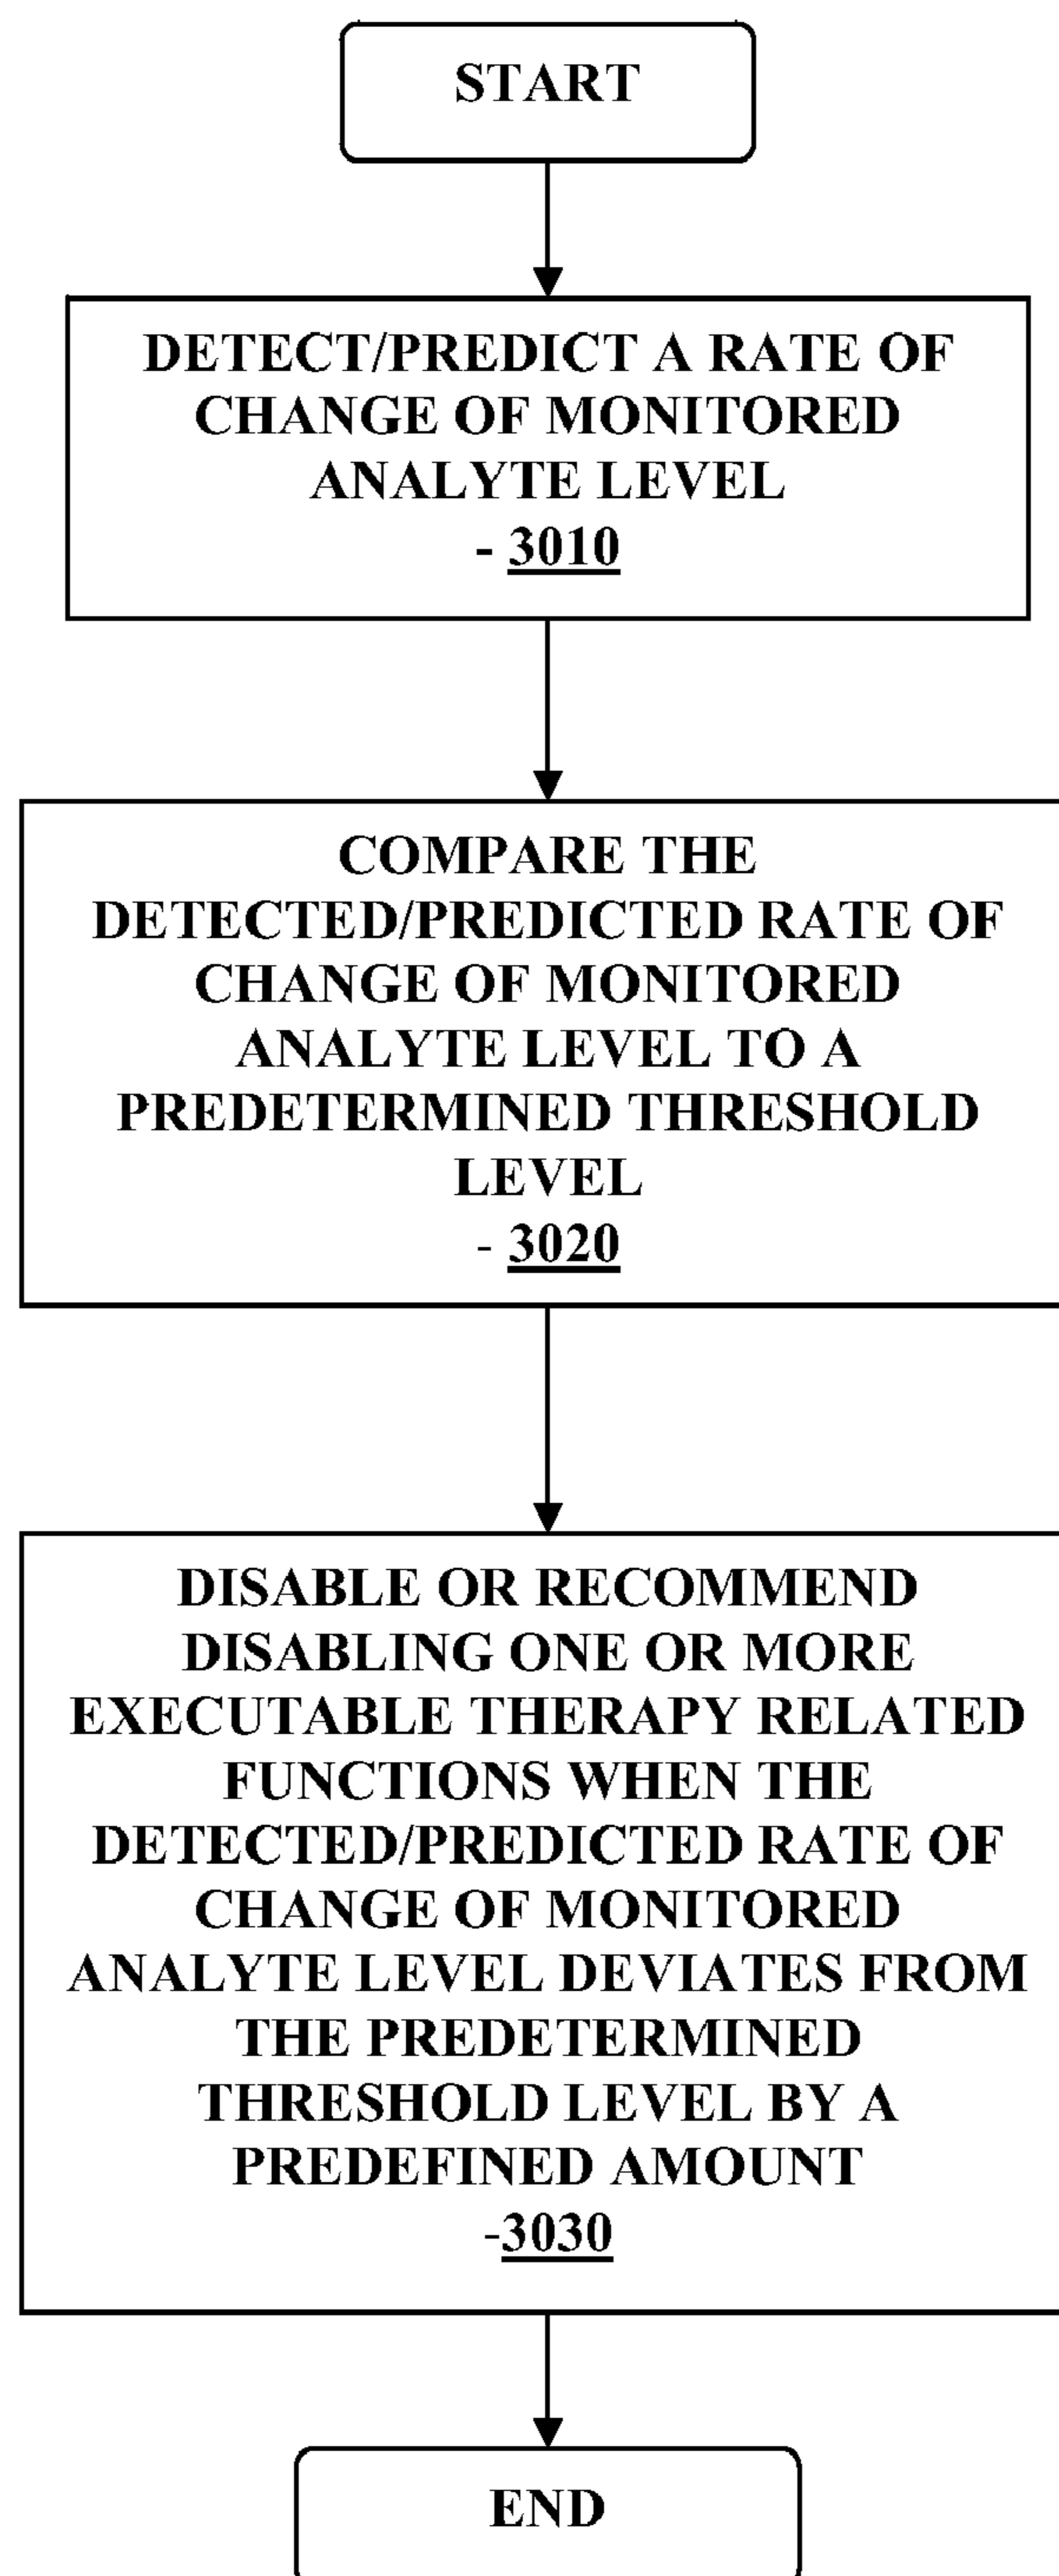 START
DETECT/PREDICT A RATE OF
CHANGE OF MONITORED
ANALYTE LEVEL
- 3010
COMPARE THE
DETECTED/PREDICTED RATE OF
CHANGE OF MONITORED
ANALYTE LEVEL TO A
PREDETERMINED THRESHOLD
LEVEL
- 3020
DISABLE OR RECOMMEND
DISABLING ONE OR MORE
EXECUTABLE THERAPY RELATED
FUNCTIONS WHEN THE
DETECTED/PREDICTED RATE OF
CHANGE OF MONITORED
ANALYTE LEVEL DEVIATES FROM
THE PREDETERMINED
THRESHOLD LEVEL BY A
PREDEFINED AMOUNT
-3030
END